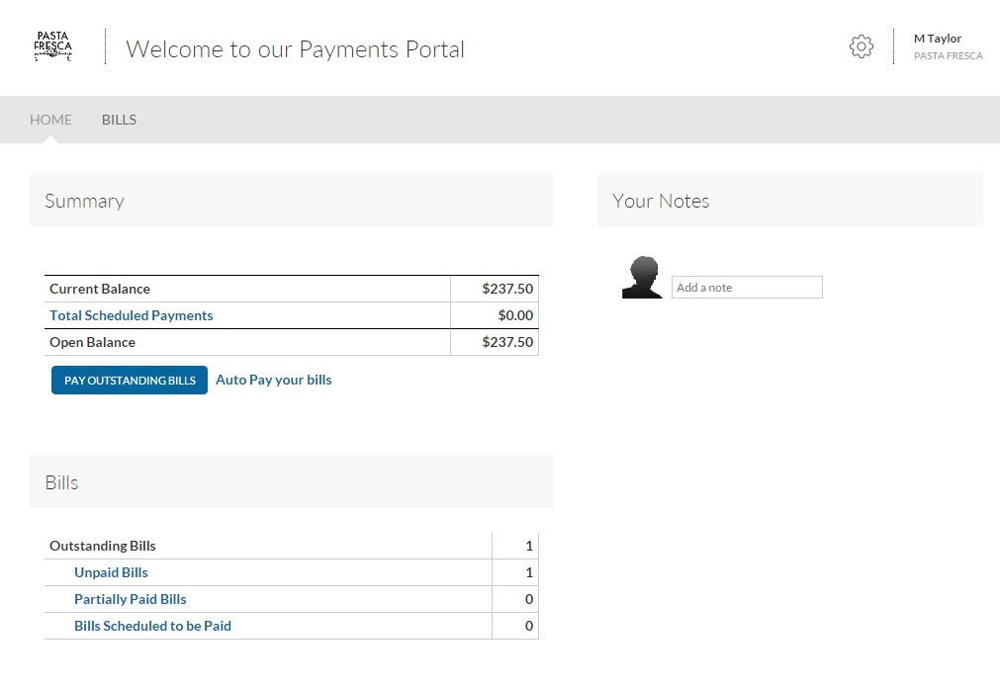 PASTA
FRESCA
Welcome to our Payments Portal
M Taylor
PASTA FRESCA
HOME BILLS
Summary
Current Balance $237.50
Total Scheduled Payments $0.00
Open Balance $237.50
PAY OUTSTANDING BILLS Auto Pay your bills
Bills
Outstanding Bills 1
Unpaid Bills 1
Partially Paid Bills 0
Bills Scheduled to be Paid 0
Your Notes
Add a note